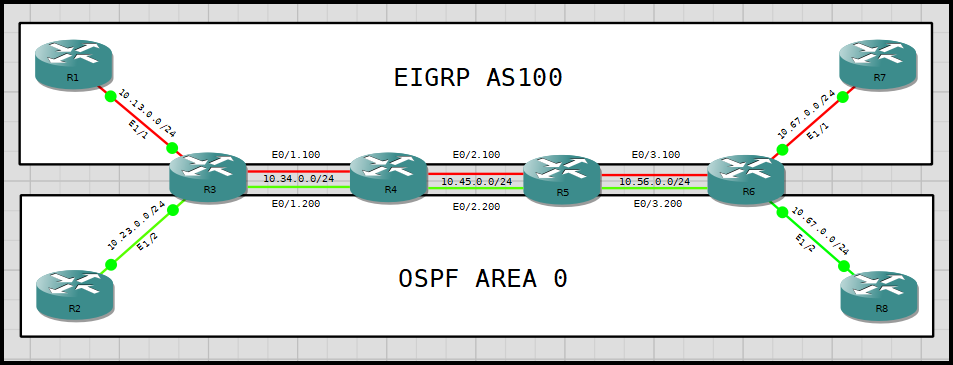 R1
EIGRP AS100
R7
10.13.0.0/24
E1/1
10.67.0.0/24
E1/1
E0/1.100
E0/2.100
E0/3.100
R3
10.34.0.0/24
R4
10.45.0.0/24
R5
10.56.0.0/24
R6
E0/1.200
E0/2.200
E0/3.200
10.23.0.0/24
E1/2
10.67.0.0/24
E1/2
R2
OSPF AREA 0
R8